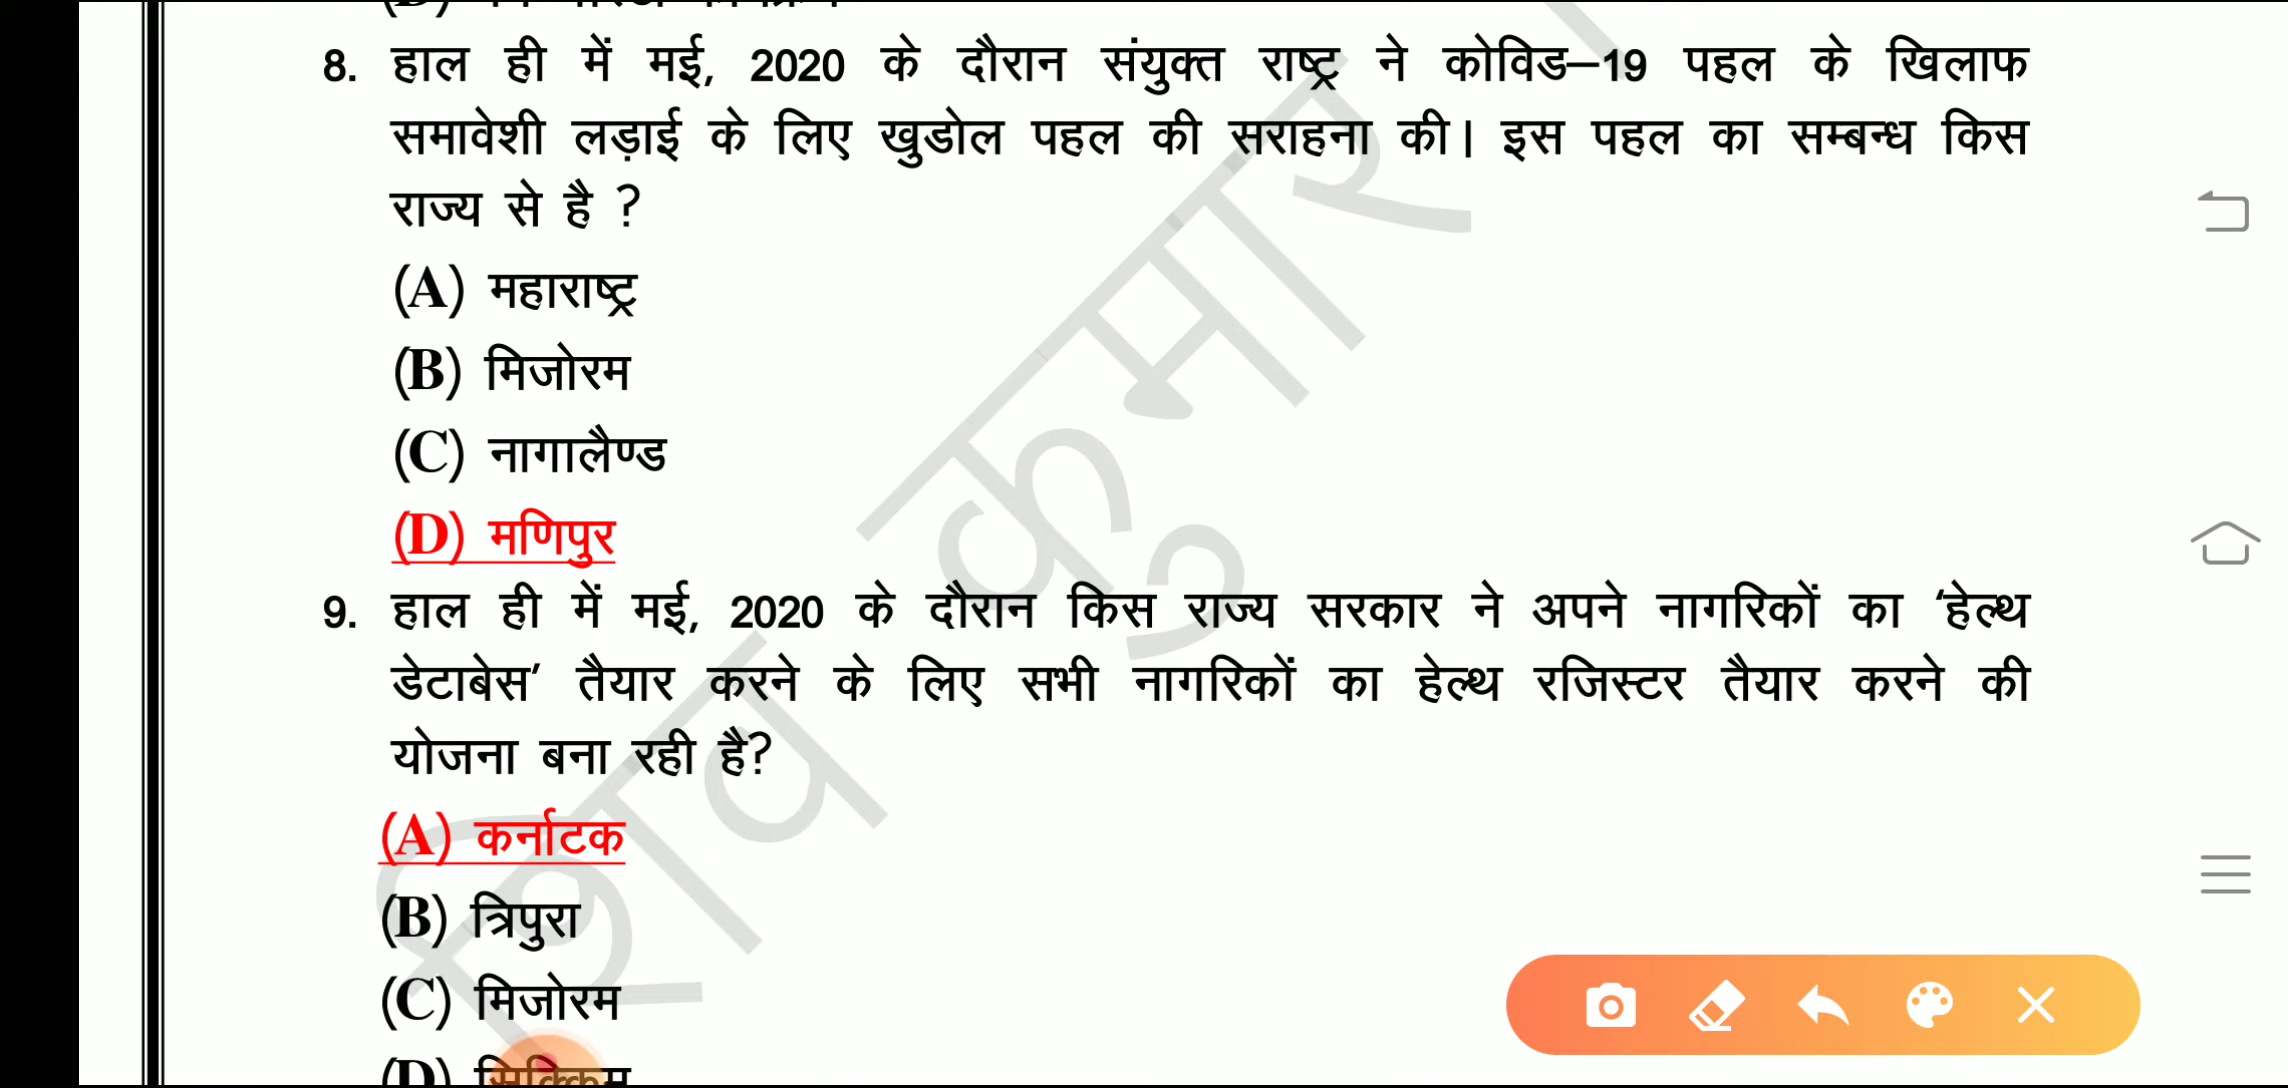 8. हाल ही में मई, 2020 के दौरान संयुक्त राष्ट्र ने कोविड–19 पहल के खिलाफ
समावेशी लड़ाई के लिए खुडोल पहल की सराहना की। इस पहल का सम्बन्ध किस
राज्य से है ?
(A) महाराष्ट्र
(B) मिजोरम
(C) नागालैण्ड
(D) मणिपुर
9. हाल ही में मई, 2020 के दौरान किस राज्य सरकार ने अपने नागरिकों का ‘हेल्थ
डेटाबेस’ तैयार करने के लिए सभी नागरिकों का हेल्थ रजिस्टर तैयार करने की
योजना बना रही है?
(A) कर्नाटक
(B) त्रिपुरा
(C) मिजोरम
(D) सिक्किम
शिव कुमार